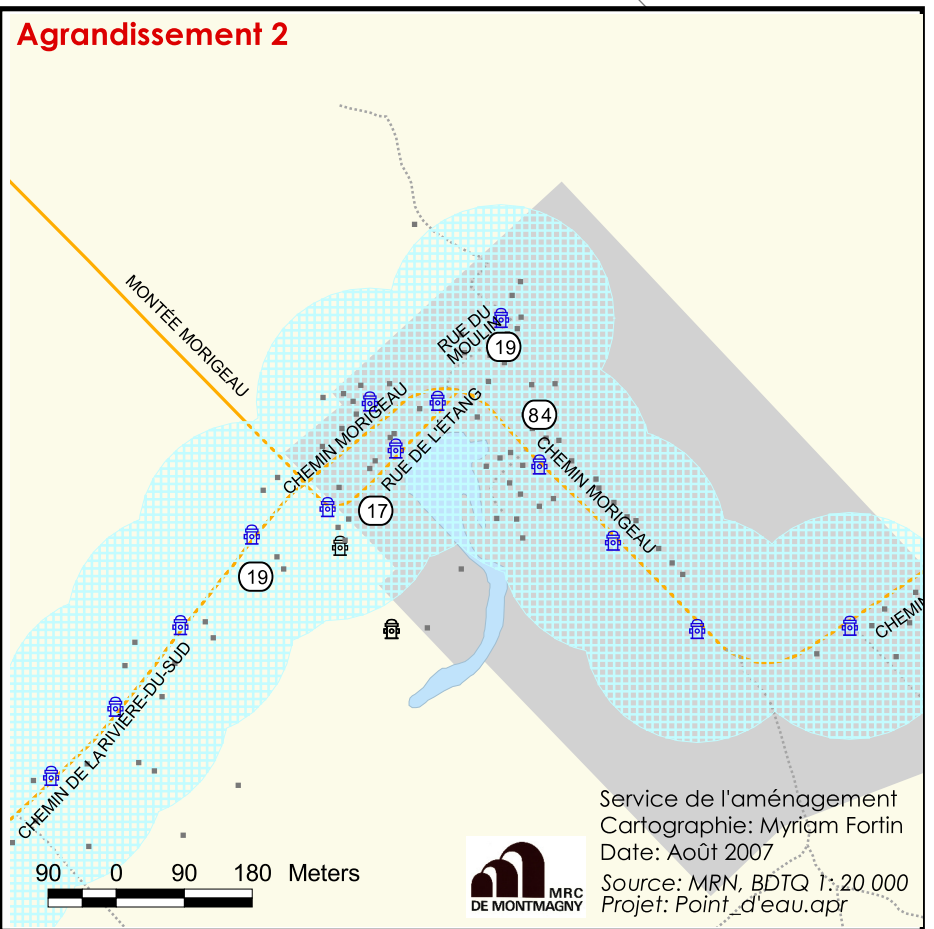 Agrandissement 2
MONTÉE MORIGEAU
RUE DU
MOULIN
19
CHEMIN MORIGEAU
RUE DE L'ÉTANG
84
CHEMIN MORIGEAU
17
19
CHEMIN
CHEMIN DE LA RIVIÈRE-DU-SUD
Service de l'aménagement
Cartographie: Myriam Fortin
Date: Août 2007
Source: MRN, BDTQ 1: 20 000
Projet: Point_d'eau.apr
90 0 90 180 Meters
MRC
DE MONTMAGNY